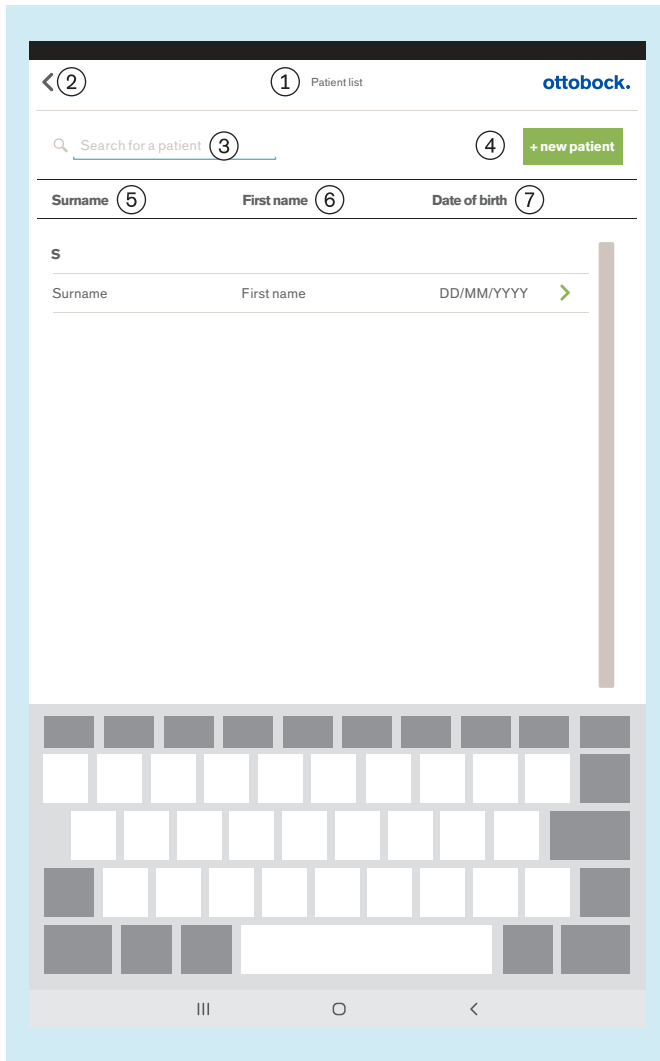 2 1 Patient list ottobock.
Search for a patient 3 4 + new patient
Surname 5 First name 6 Date of birth 7
S
Surname First name DD/MM/YYYY